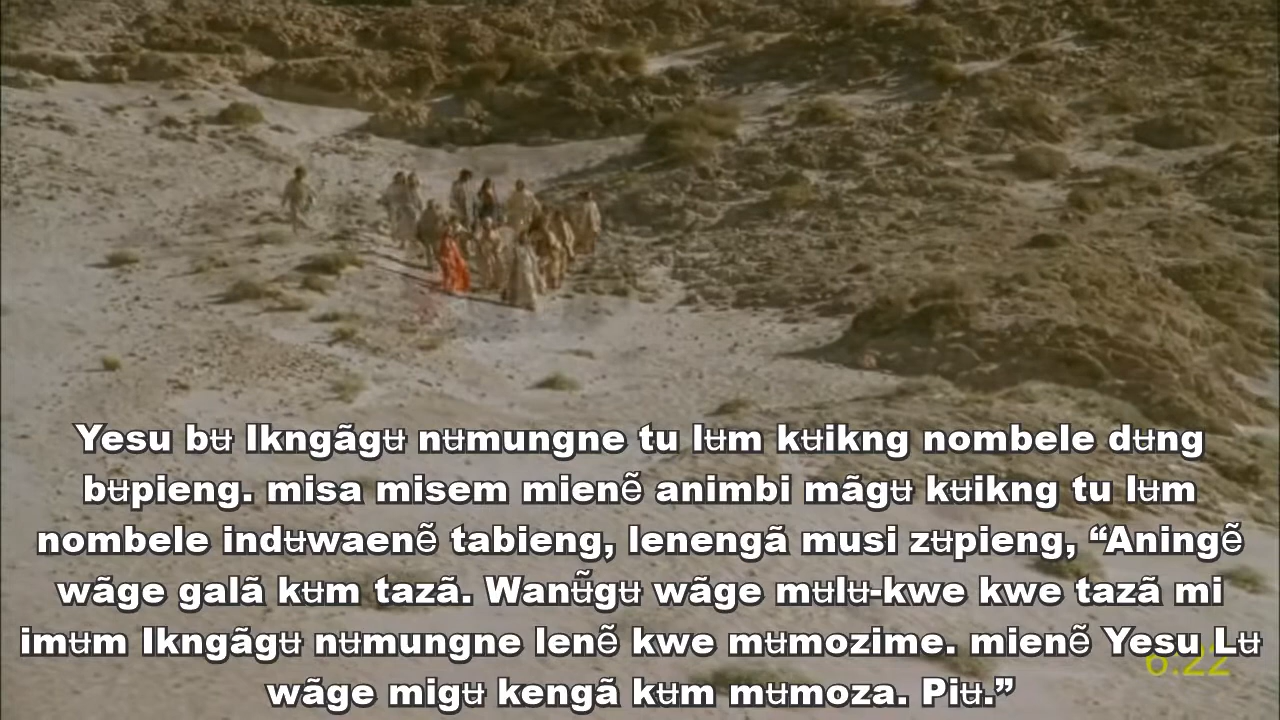 Yesu bʉ Ikngãgʉ nʉmungne tu lʉm kʉikng nombele dʉng
bʉpieng. misa misem mienẽ animbi mãgʉ kʉikng tu lʉm
nombele indʉwaenẽ tabieng, lenengã musi zʉpieng, “Aningẽ
wãge galã kʉm tazã. Wanʉ̃gʉ wãge mʉlʉ-kwe kwe tazã mi
imʉm Ikngãgʉ nʉmungne lenẽ kwe mʉmozime. mienẽ Yesu Lʉ
wãge migʉ kengã kʉm mʉmoza. Piʉ.”
6:22